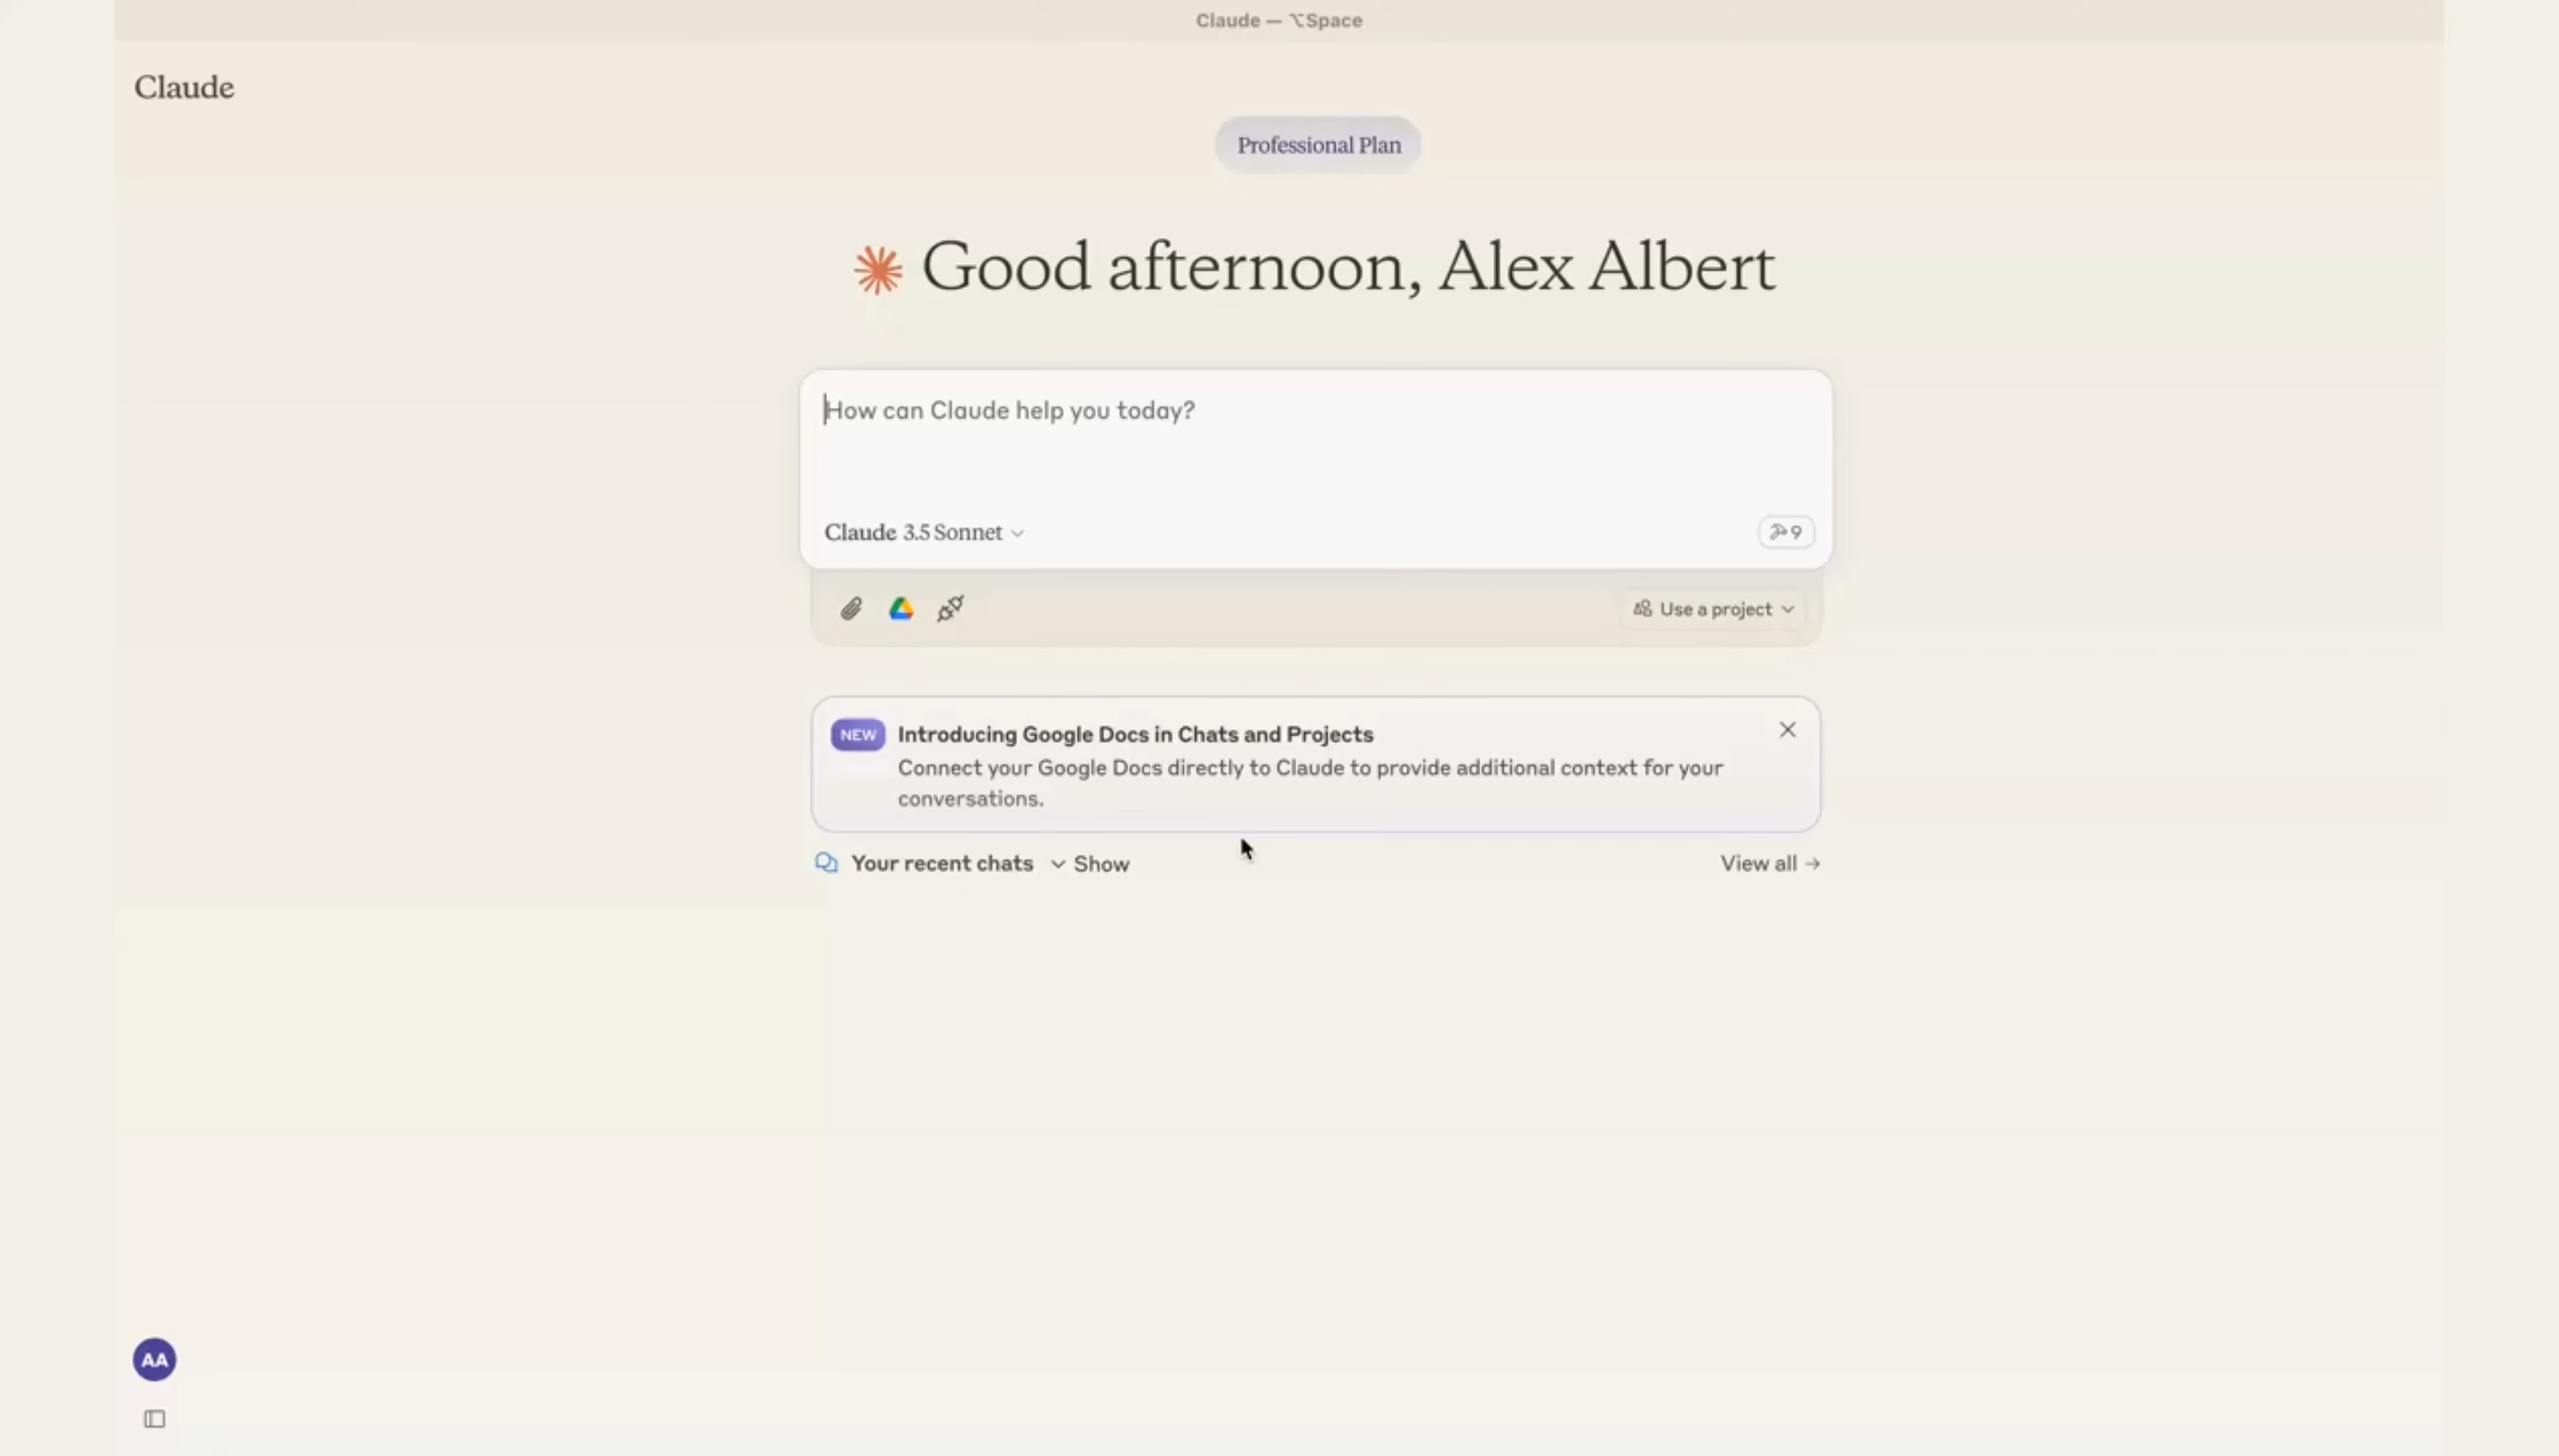 Claude — ⌥Space
Claude
Professional Plan
Good afternoon, Alex Albert
How can Claude help you today?
Claude 3.5 Sonnet
9
Use a project
NEW
Introducing Google Docs in Chats and Projects
Connect your Google Docs directly to Claude to provide additional context for your
conversations.
Your recent chats Show
View all →
AA